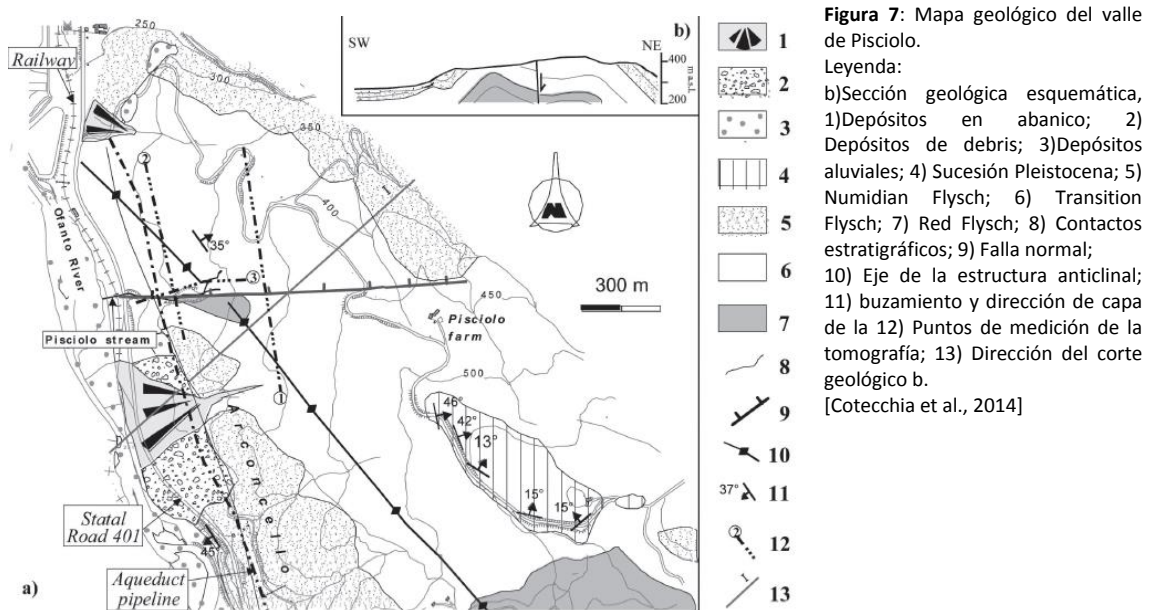 250
Railway
300
350
400
I
2
35°
3
Ofanto River
450
300 m
Pisciolo stream
Pisciolo
farm
500
1
Arconcello
46°
42°
13°
15°
15°
Statal
Road 401
45°
Aqueduct
pipeline
a)
b)
SW
NE
400
200
m a.s.l.
1
2
3
4
5
6
7
8
9
10
37°
11
2
12
I
13
Figura 7: Mapa geológico del valle
de Pisciolo.
Leyenda:
b)Sección geológica esquemática,
1)Depósitos en abanico; 2)
Depósitos de debris; 3)Depósitos
aluviales; 4) Sucesión Pleistocena; 5)
Numidian Flysch; 6) Transition
Flysch; 7) Red Flysch; 8) Contactos
estratigráficos; 9) Falla normal;
10) Eje de la estructura anticlinal;
11) buzamiento y dirección de capa
de la 12) Puntos de medición de la
tomografía; 13) Dirección del corte
geológico b.
[Cotecchia et al., 2014]